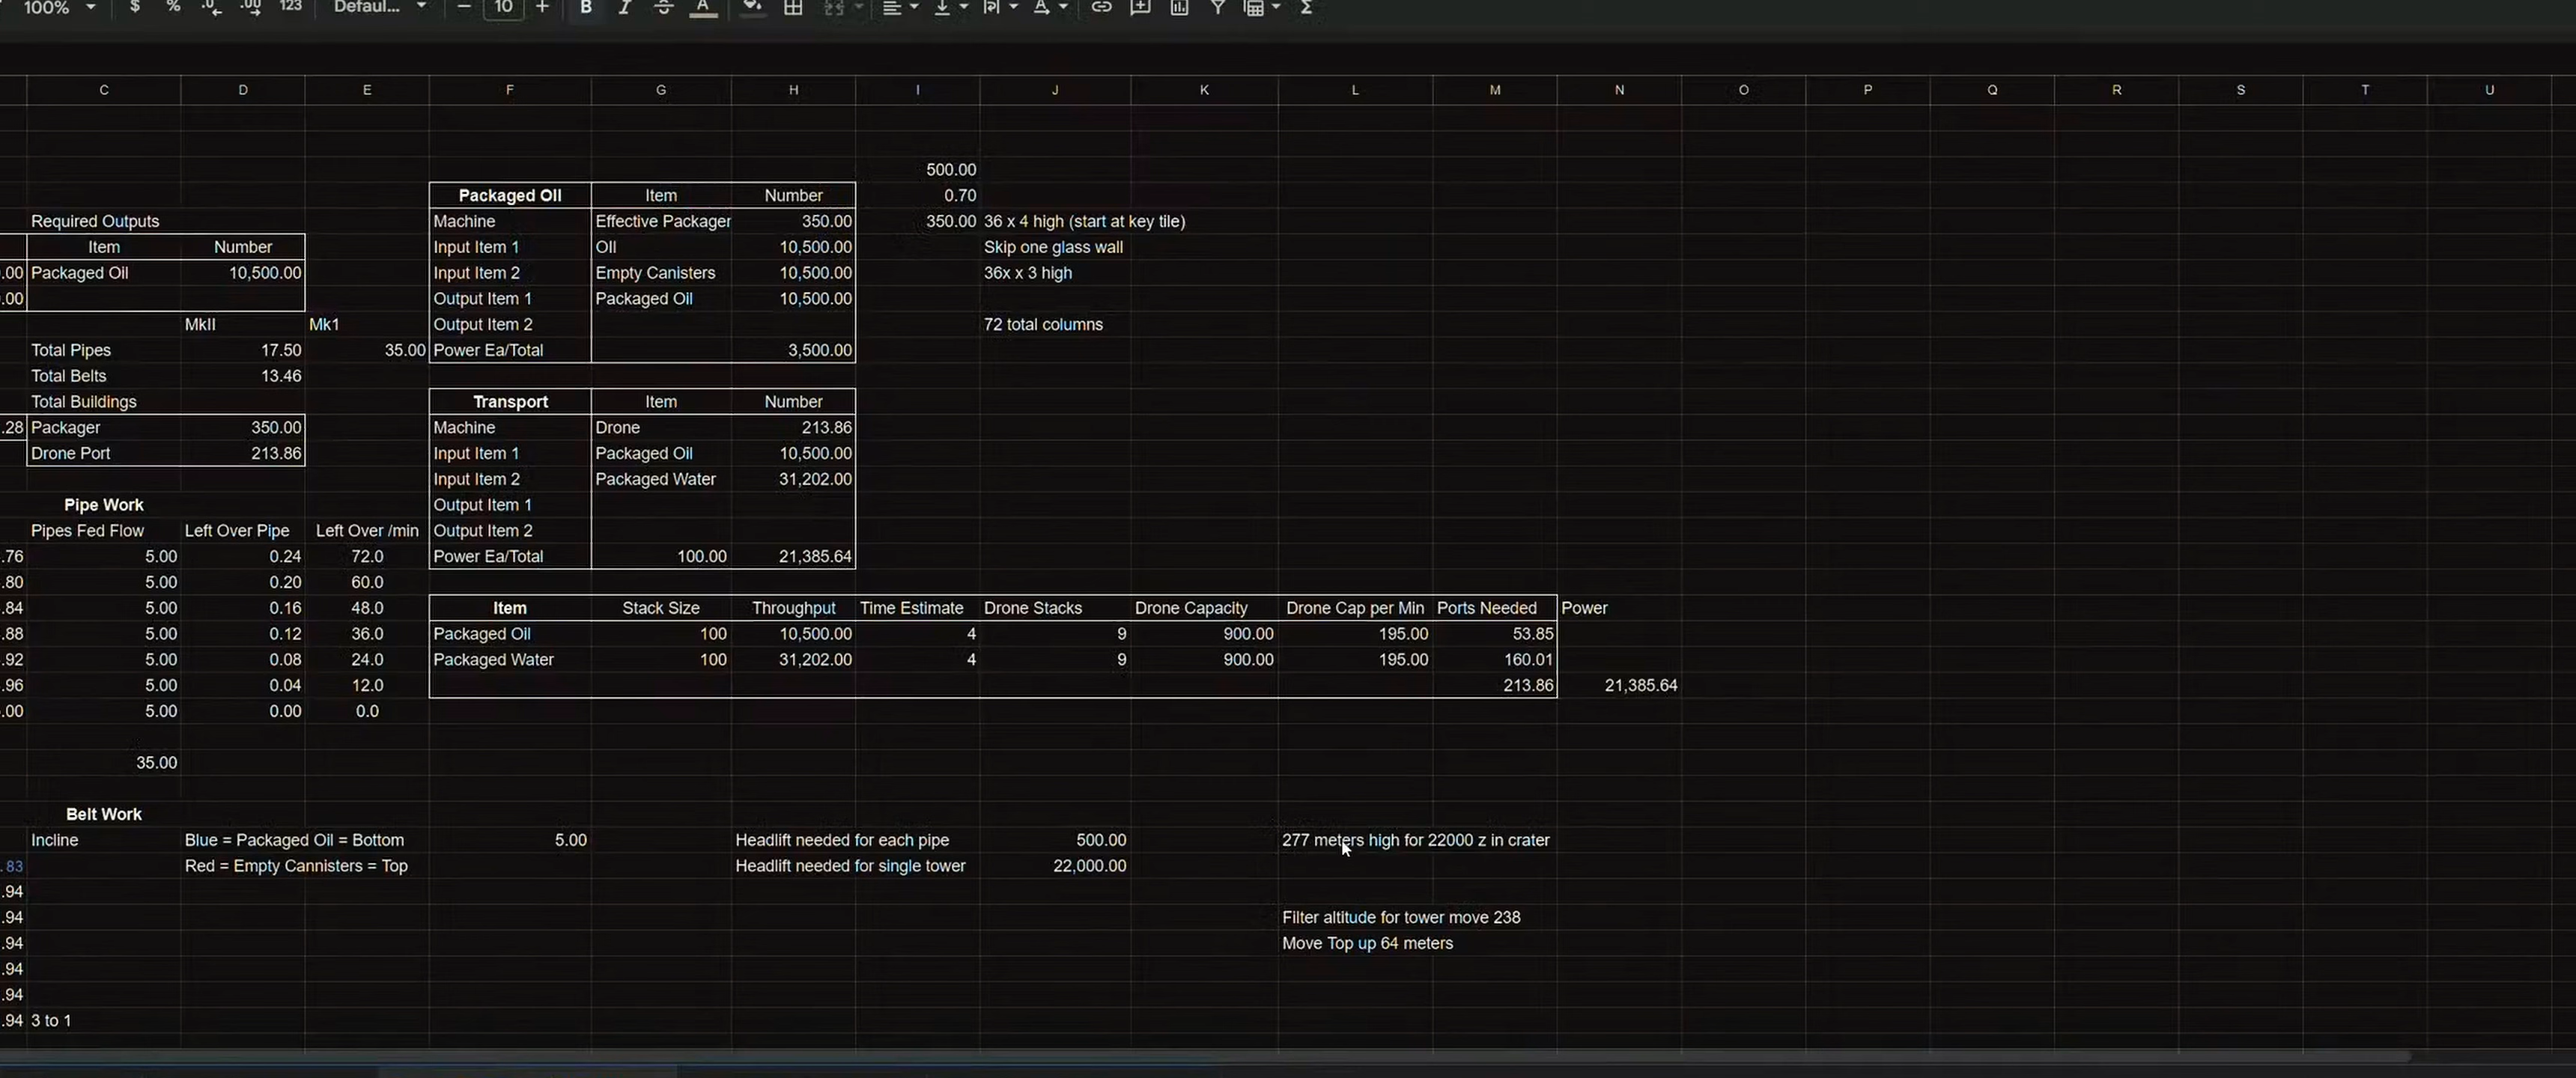 100% $ % .0 .00 123 Defaul... − 10 + B I S A Σ
C D E F G H I J K L M N O P Q R S T U
500.00
Packaged OIl Item Number 0.70
Required Outputs Machine Effective Packager 350.00 350.00 36 x 4 high (start at key tile)
Item Number Input Item 1 OIl 10,500.00 Skip one glass wall
.00 Packaged Oil 10,500.00 Input Item 2 Empty Canisters 10,500.00 36x x 3 high
.00 Output Item 1 Packaged Oil 10,500.00
MkII Mk1 Output Item 2 72 total columns
Total Pipes 17.50 35.00 Power Ea/Total 3,500.00
Total Belts 13.46
Total Buildings Transport Item Number
.28 Packager 350.00 Machine Drone 213.86
Drone Port 213.86 Input Item 1 Packaged Oil 10,500.00
Input Item 2 Packaged Water 31,202.00
Pipe Work Output Item 1
Pipes Fed Flow Left Over Pipe Left Over /min Output Item 2
.76 5.00 0.24 72.0 Power Ea/Total 100.00 21,385.64
.80 5.00 0.20 60.0
.84 5.00 0.16 48.0 Item Stack Size Throughput Time Estimate Drone Stacks Drone Capacity Drone Cap per Min Ports Needed Power
.88 5.00 0.12 36.0 Packaged Oil 100 10,500.00 4 9 900.00 195.00 53.85
.92 5.00 0.08 24.0 Packaged Water 100 31,202.00 4 9 900.00 195.00 160.01
.96 5.00 0.04 12.0 213.86 21,385.64
.00 5.00 0.00 0.0
35.00
Belt Work
Incline Blue = Packaged Oil = Bottom 5.00 Headlift needed for each pipe 500.00 277 meters high for 22000 z in crater
.83 Red = Empty Cannisters = Top Headlift needed for single tower 22,000.00
.94
.94 Filter altitude for tower move 238
.94 Move Top up 64 meters
.94
.94
.94 3 to 1